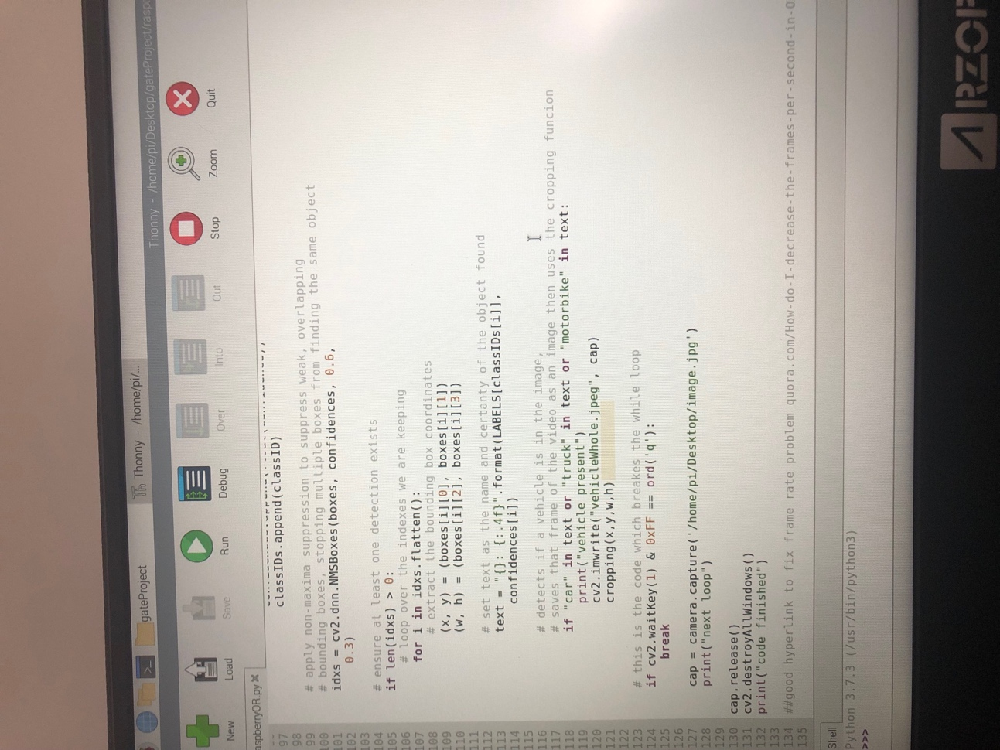 Thonny - /home/pi/...
gateProject
Thonny - /home/pi/Desktop/gateProject/
New
Load
Save
Run
Debug
Over
Into
Out
Stop
Zoom
Quit
aspberryOR.py
97 classIDs.append(classID)
98
99 # apply non-maxima suppression to suppress weak, overlapping
100 # bounding boxes, stopping multiple boxes from finding the same object
101 idxs = cv2.dnn.NMSBoxes(boxes, confidences, 0.6,
102 0.3)
103
104 # ensure at least one detection exists
105 if len(idxs) > 0:
106 # loop over the indexes we are keeping
107 for i in idxs.flatten():
108 # extract the bounding box coordinates
109 (x, y) = (boxes[i][0], boxes[i][1])
110 (w, h) = (boxes[i][2], boxes[i][3])
111
112 # set text as the name and certanty of the object found
113 text = "{}: {:.4f}".format(LABELS[classIDs[i]],
114 confidences[i])
115
116 # detects if a vehicle is in the image,
117 # saves that frame of the video as an image then uses the cropping funcion
118 if "car" in text or "truck" in text or "motorbike" in text:
119 print("vehicle present")
120 cv2.imwrite("vehicleWhole.jpeg", cap)
121 cropping(x,y,w,h)
122
123 # this is the code which breakes the while loop
124 if cv2.waitKey(1) & 0xFF == ord('q'):
125 break
126
127 cap = camera.capture('/home/pi/Desktop/image.jpg')
128 print("next loop")
129
130 cap.release()
131 cv2.destroyAllWindows()
132 print("code finished")
133
134 ##good hyperlink to fix frame rate problem quora.com/How-do-I-decrease-the-frames-per-second-in-O
135
Shell
Python 3.7.3 (/usr/bin/python3)
>>>